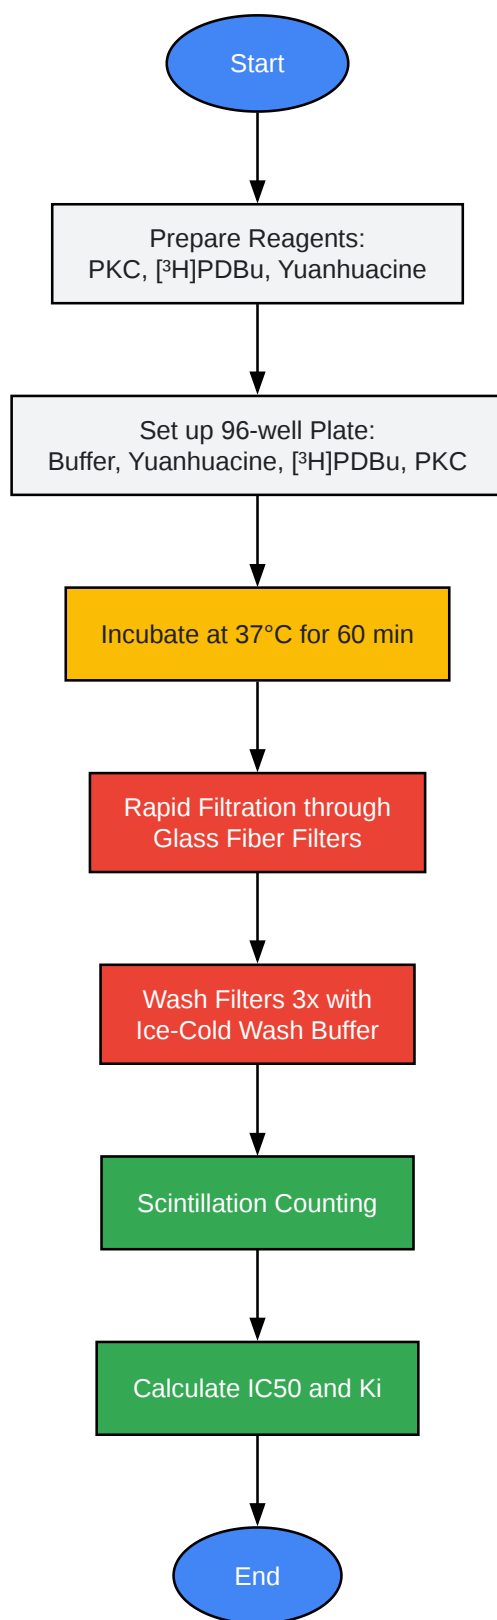 Start
Prepare Reagents:
PKC, [³H]PDBu, Yuanhuacine
Set up 96-well Plate:
Buffer, Yuanhuacine, [³H]PDBu, PKC
Incubate at 37°C for 60 min
Rapid Filtration through
Glass Fiber Filters
Wash Filters 3x with
Ice-Cold Wash Buffer
Scintillation Counting
Calculate IC50 and Ki
End